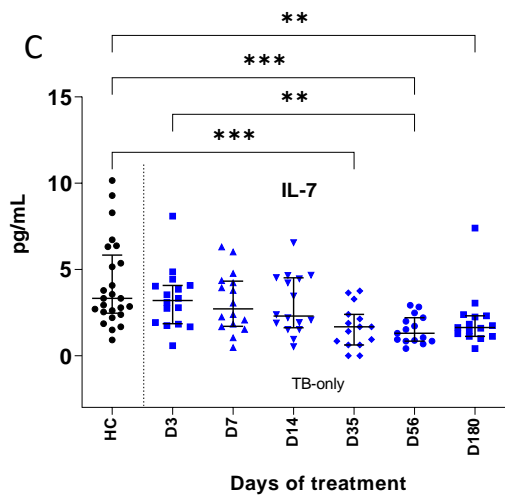 C
**
***
**
***
15
10
5
0
pg/mL
IL-7
TB-only
HC
D3
D7
D14
D35
D56
D180
Days of treatment